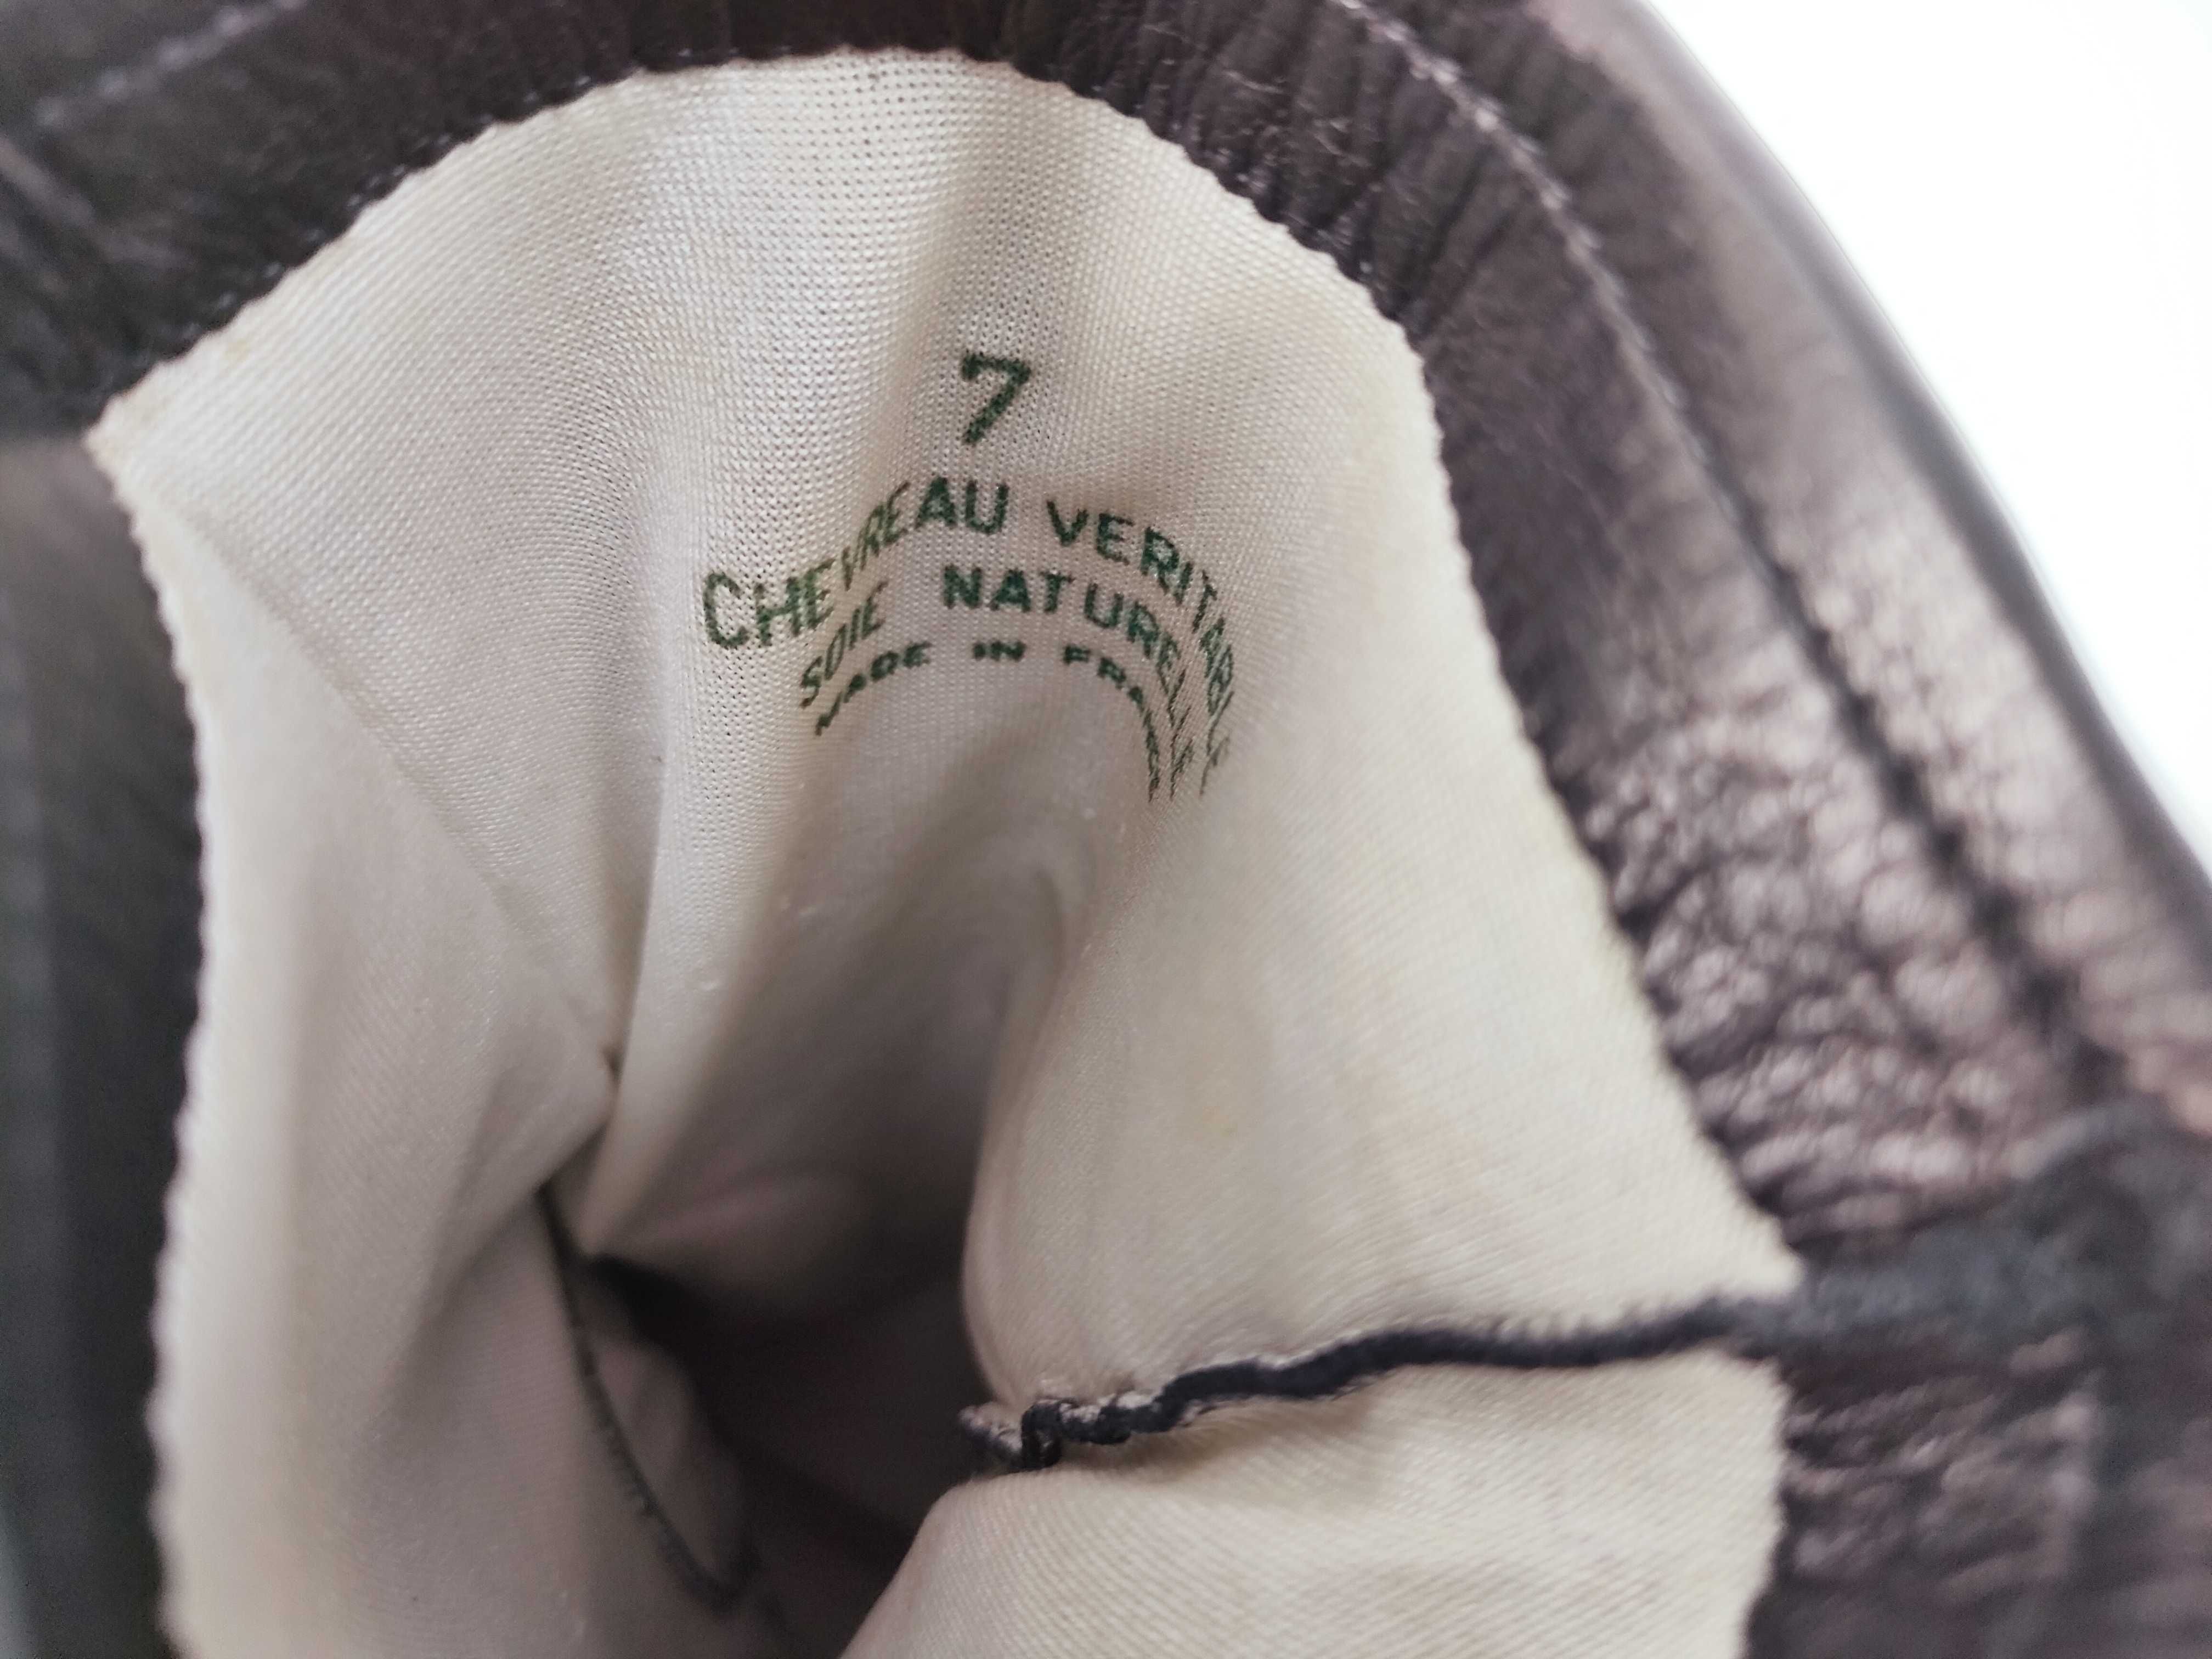 7
CHEVREAU VERITABLE
SOIE NATURELLE
MADE IN FRANCE